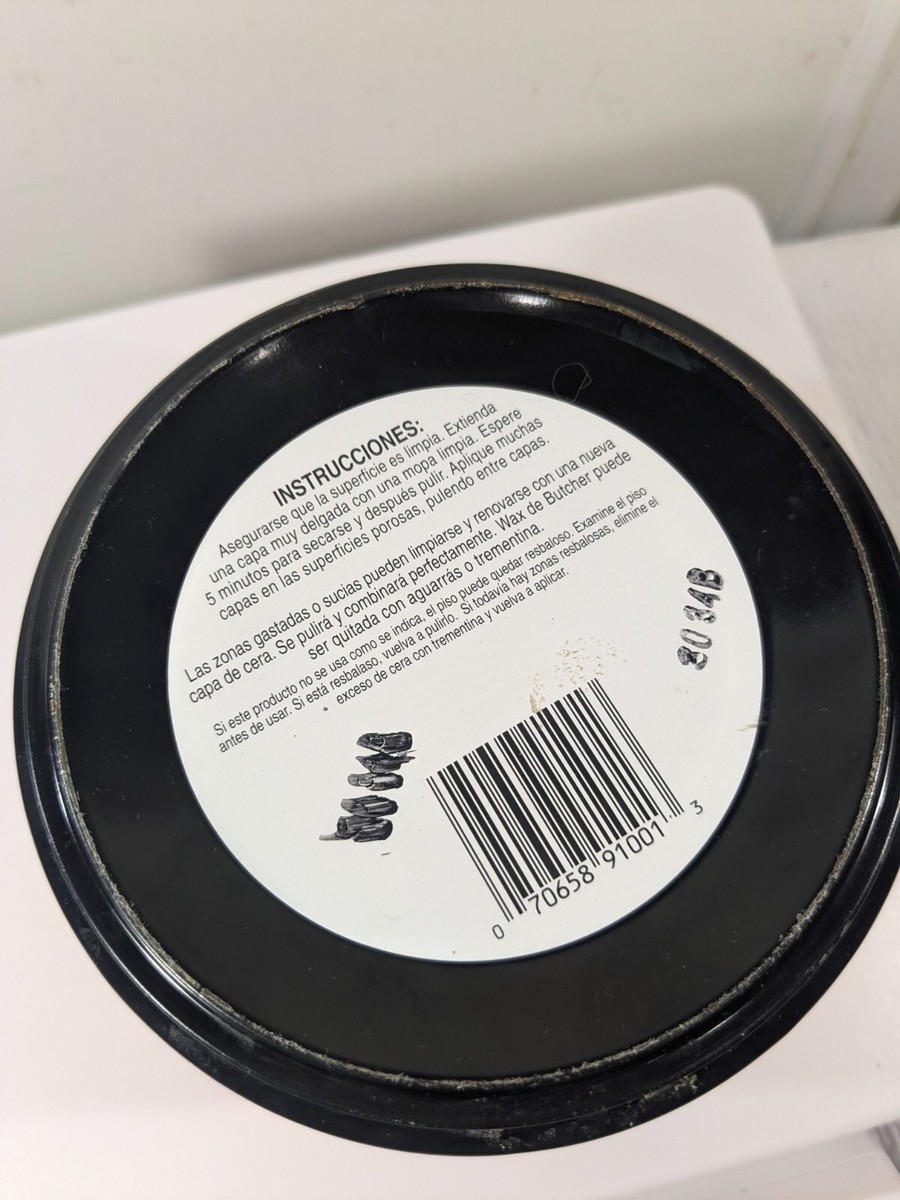 INSTRUCCIONES:
Asegurarse que la superficie es limpia. Extienda
una capa muy delgada con una mopa limpia. Espere
5 minutos para secarse y después pulir. Aplique muchas
capas en las superficies porosas, puliendo entre capas.
Las zonas gastadas o sucias pueden limpiarse y renovarse con una nueva
capa de cera. Se pulirá y combinará perfectamente. Wax de Butcher puede
ser quitada con aguarrás o trementina.
Si este producto no se usa como se indica, el piso puede quedar resbaloso. Examine el piso
antes de usar. Si está resbalaso, vuelva a pulirlo. Si todavía hay zonas resbalosas, elimine el
exceso de cera con trementina y vuelva a aplicar.
30 34B
0 70658 91001 3